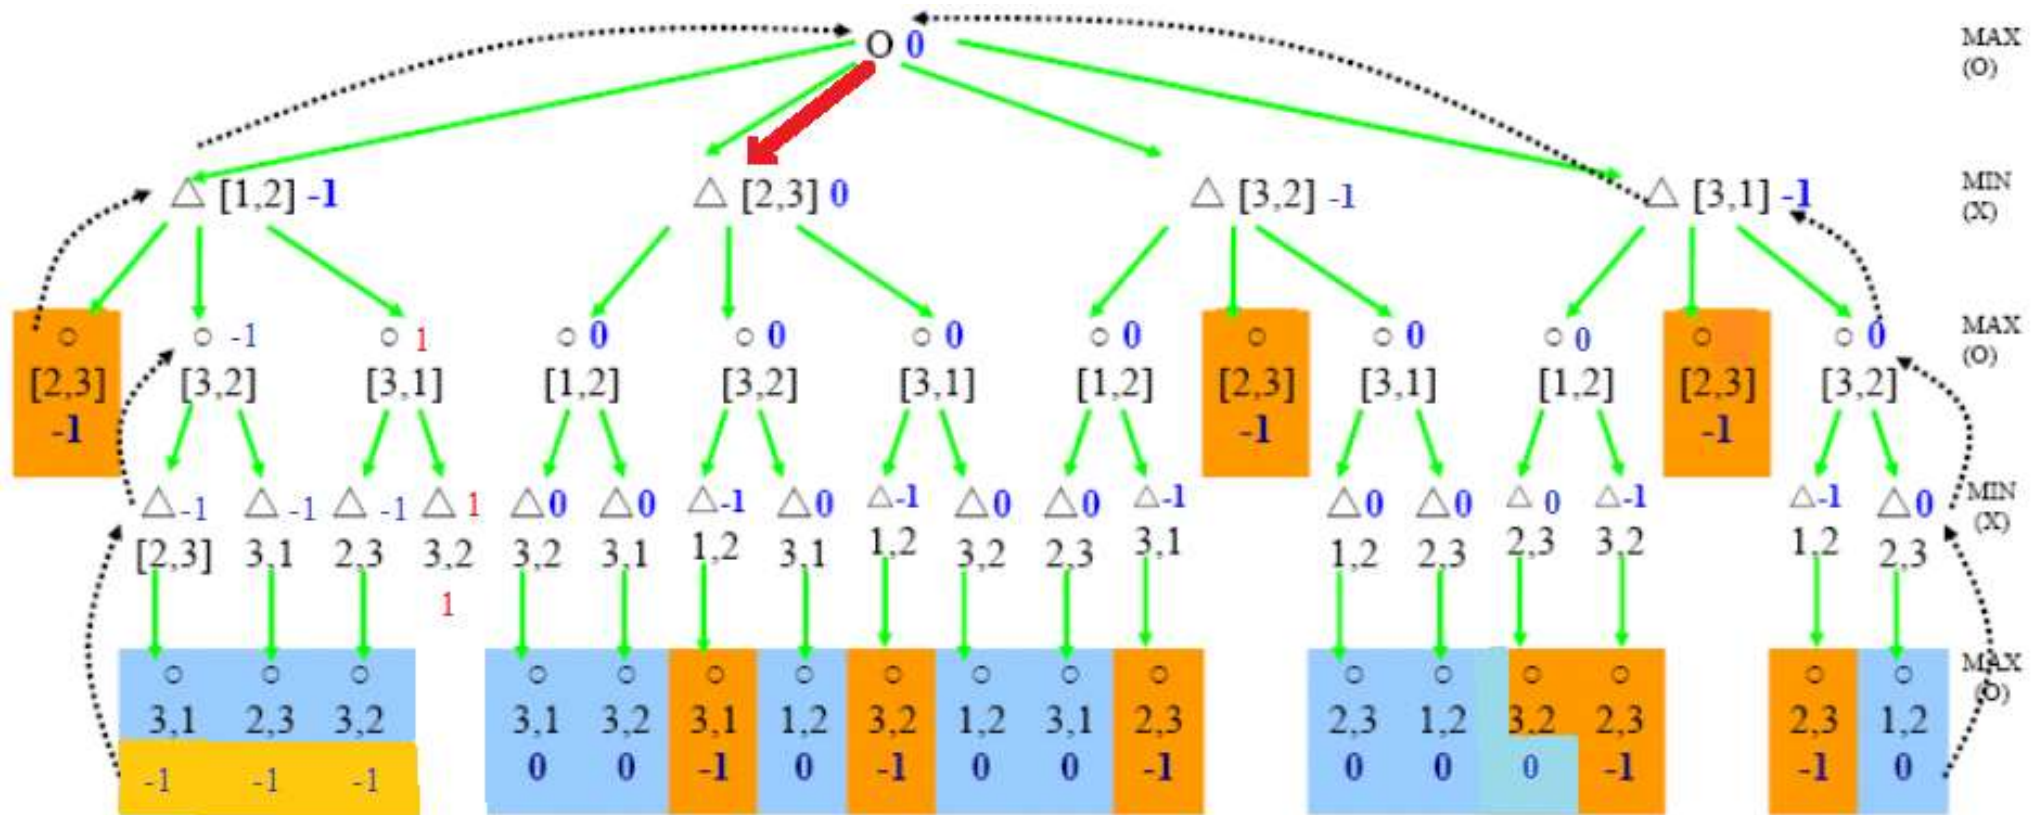 O 0 MAX
(O)
△ [1,2] -1 △ [2,3] 0 △ [3,2] -1 △ [3,1] -1 MIN
(X)
○ ○ -1 ○ 1 ○ 0 ○ 0 ○ 0 ○ 0 ○ ○ 0 ○ 0 ○ ○ 0 MAX
(O)
[2,3] [3,2] [3,1] [1,2] [3,2] [3,1] [1,2] [2,3] [3,1] [1,2] [2,3] [3,2]
-1 -1 -1
△ -1 △ -1 △ -1 △ 1 △ 0 △ 0 △ -1 △ 0 △ -1 △ 0 △ 0 △ -1 △ 0 △ 0 △ 0 △ -1 △ -1 △ 0 MIN
(X)
[2,3] 3,1 2,3 3,2 3,2 3,1 1,2 3,1 1,2 3,2 2,3 3,1 1,2 2,3 2,3 3,2 1,2 2,3
1
○ ○ ○ ○ ○ ○ ○ ○ ○ ○ ○ ○ ○ ○ ○ ○ ○ MAX
(O)
3,1 2,3 3,2 3,1 3,2 3,1 1,2 3,2 1,2 3,1 2,3 2,3 1,2 3,2 2,3 2,3 1,2
-1 -1 -1 0 0 -1 0 -1 0 0 -1 0 0 0 -1 -1 0